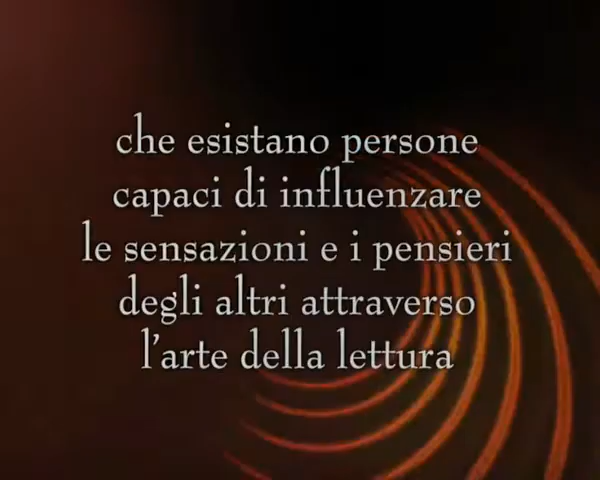 che esistano persone
capaci di influenzare
le sensazioni e i pensieri
degli altri attraverso
l'arte della lettura